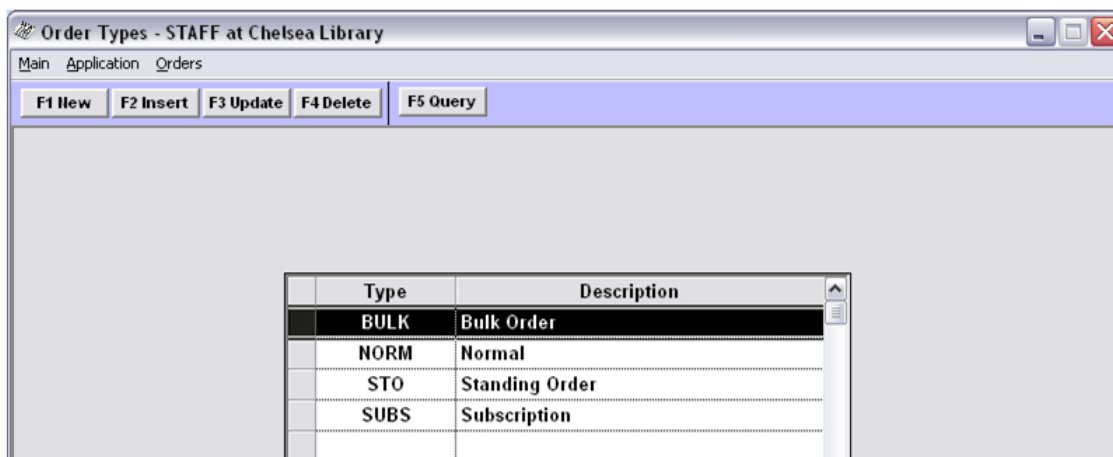 Order Types - STAFF at Chelsea Library
Main Application Orders
F1 New F2 Insert F3 Update F4 Delete F5 Query
Type Description
BULK Bulk Order
NORM Normal
STO Standing Order
SUBS Subscription